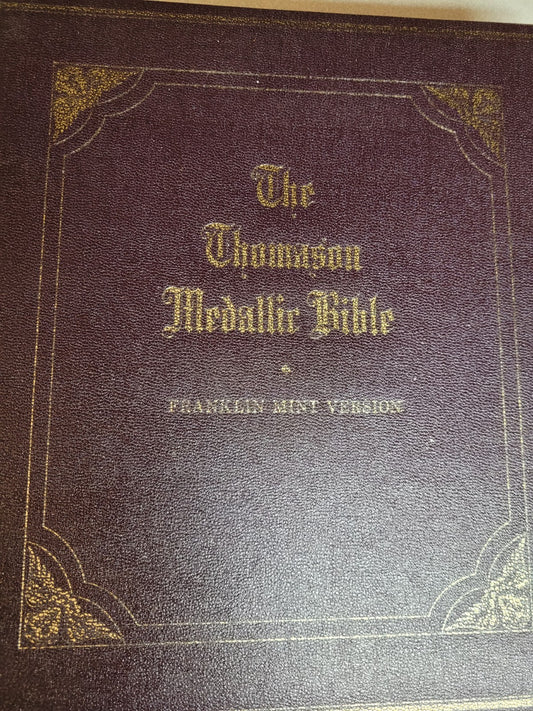 The
Thomason
Medallic Bible
FRANKLIN MINT VERSION